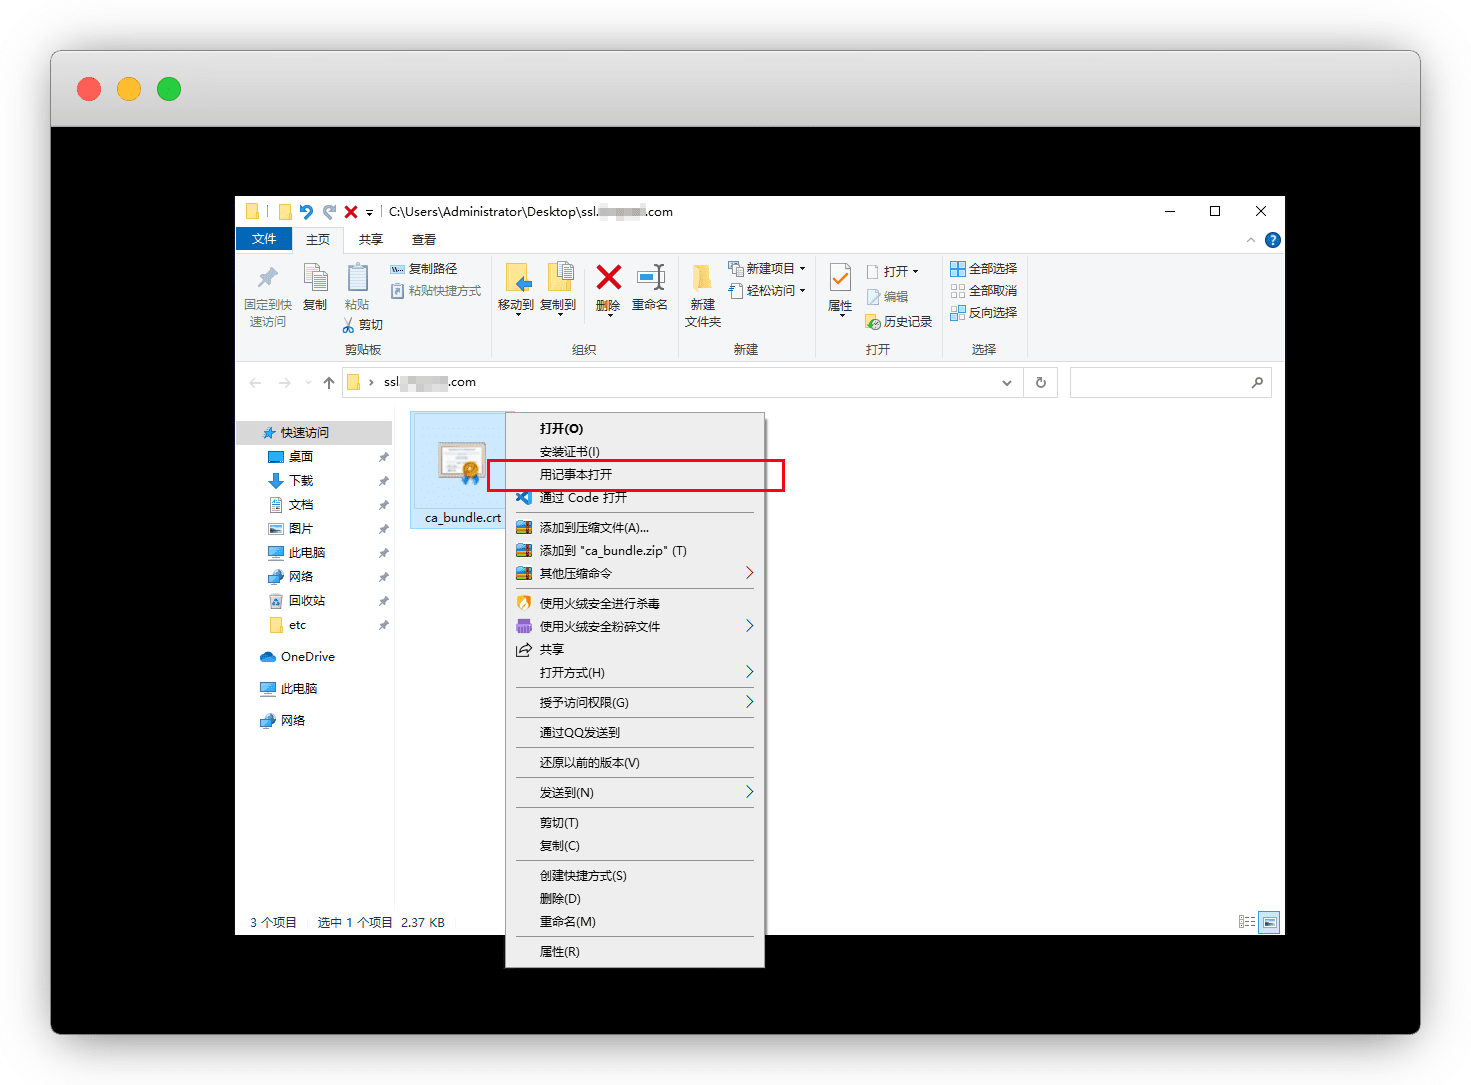 C:\Users\Administrator\Desktop\ssl. .com
文件 主页 共享 查看
固定到快速访问
复制
粘贴
复制路径
粘贴快捷方式
剪切
剪贴板
移动到
复制到
删除
重命名
组织
新建
文件夹
新建项目
轻松访问
新建
属性
打开
编辑
历史记录
打开
全部选择
全部取消
反向选择
选择
ssl. .com
快速访问
桌面
下载
文档
图片
此电脑
网络
回收站
etc
OneDrive
此电脑
网络
ca_bundle.crt
打开(O)
安装证书(I)
用记事本打开
通过 Code 打开
添加到压缩文件(A)...
添加到 "ca_bundle.zip" (T)
其他压缩命令
使用火绒安全进行杀毒
使用火绒安全粉碎文件
共享
打开方式(H)
授予访问权限(G)
通过QQ发送到
还原以前的版本(V)
发送到(N)
剪切(T)
复制(C)
创建快捷方式(S)
删除(D)
重命名(M)
属性(R)
3 个项目 选中 1 个项目 2.37 KB